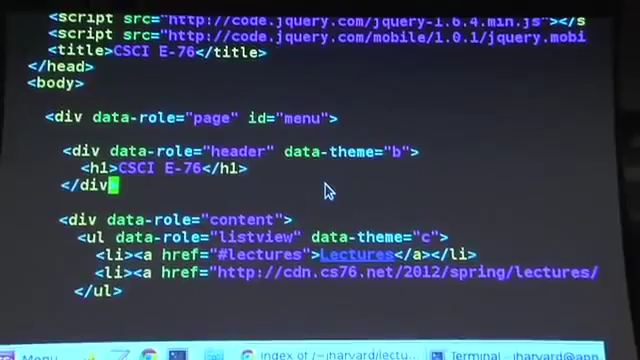 <script src="http://code.jquery.com/jquery-1.6.4.min.js"></s
<script src="http://code.jquery.com/mobile/1.0.1/jquery.mobi
<title>CSCI E-76</title>
</head>
<body>
<div data-role="page" id="menu">
<div data-role="header" data-theme="b">
<h1>CSCI E-76</h1>
</div>
<div data-role="content">
<ul data-role="listview" data-theme="c">
<li><a href="#lectures">Lectures</a></li>
<li><a href="http://cdn.cs76.net/2012/spring/lectures/
</ul>
Menu Index of /~jharvard/lectu... Terminal - jharvard@app